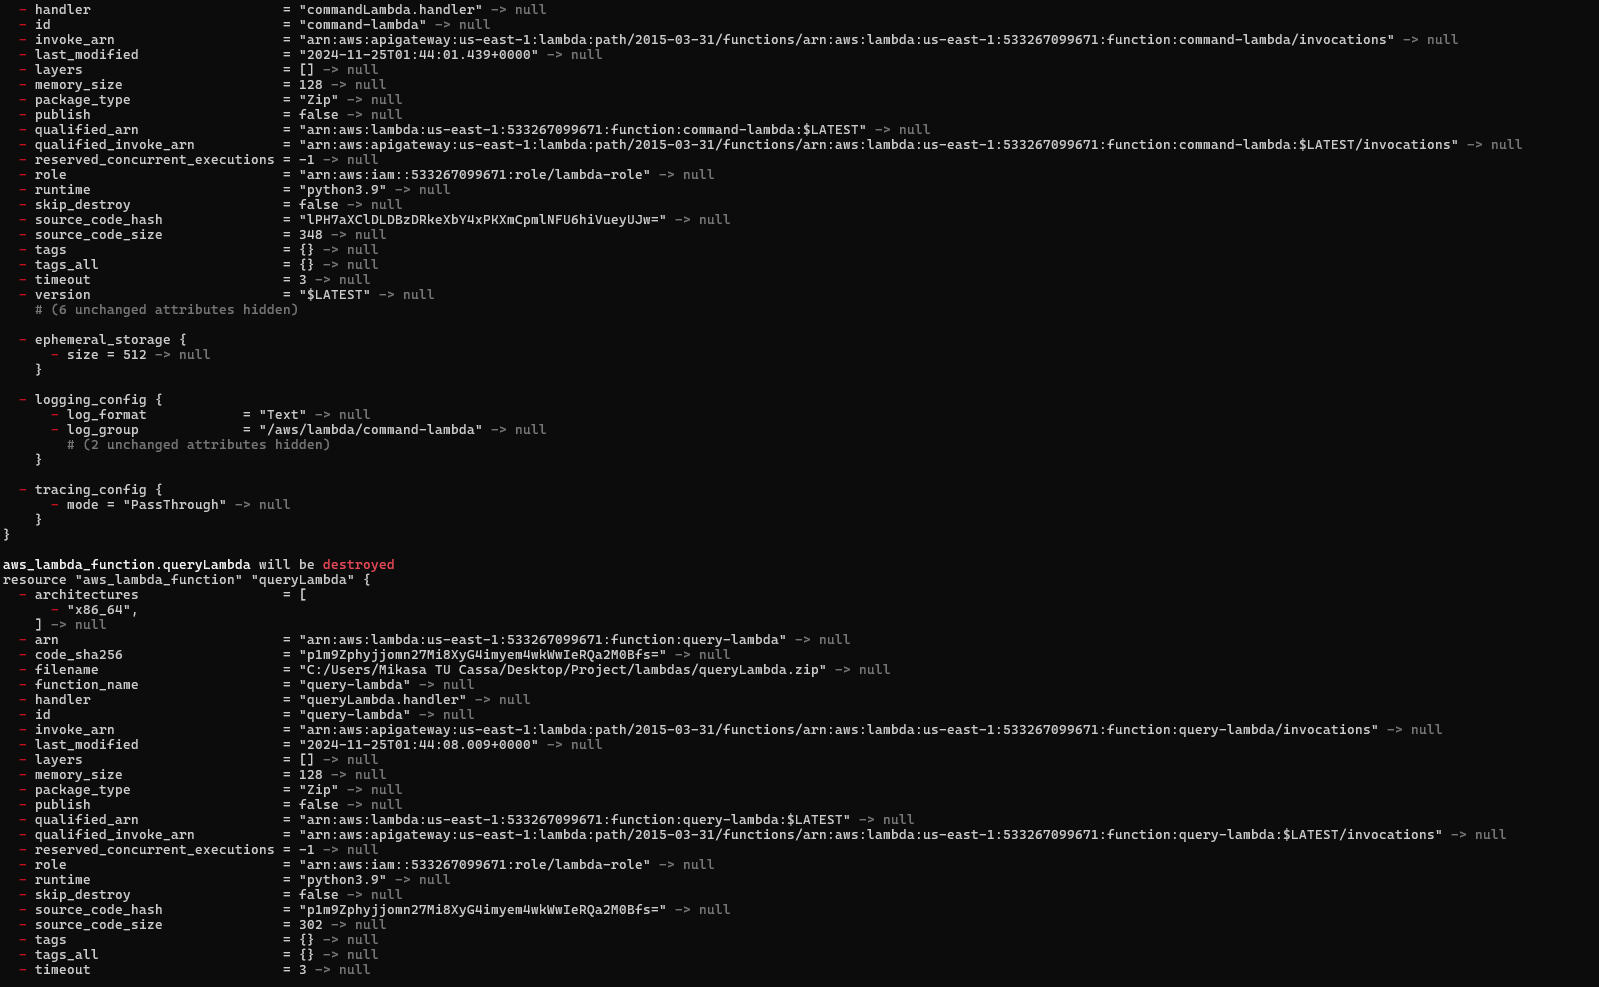 - handler = "commandLambda.handler" -> null
- id = "command-lambda" -> null
- invoke_arn = "arn:aws:apigateway:us-east-1:lambda:path/2015-03-31/functions/arn:aws:lambda:us-east-1:533267099671:function:command-lambda/invocations" -> null
- last_modified = "2024-11-25T01:44:01.439+0000" -> null
- layers = [] -> null
- memory_size = 128 -> null
- package_type = "Zip" -> null
- publish = false -> null
- qualified_arn = "arn:aws:lambda:us-east-1:533267099671:function:command-lambda:$LATEST" -> null
- qualified_invoke_arn = "arn:aws:apigateway:us-east-1:lambda:path/2015-03-31/functions/arn:aws:lambda:us-east-1:533267099671:function:command-lambda:$LATEST/invocations" -> null
- reserved_concurrent_executions = -1 -> null
- role = "arn:aws:iam::533267099671:role/lambda-role" -> null
- runtime = "python3.9" -> null
- skip_destroy = false -> null
- source_code_hash = "lPH7aXClDLDBzDRkeXbY4xPKXmCpmlNFU6hiVueyUJw=" -> null
- source_code_size = 348 -> null
- tags = {} -> null
- tags_all = {} -> null
- timeout = 3 -> null
- version = "$LATEST" -> null
# (6 unchanged attributes hidden)
- ephemeral_storage {
- size = 512 -> null
}
- logging_config {
- log_format = "Text" -> null
- log_group = "/aws/lambda/command-lambda" -> null
# (2 unchanged attributes hidden)
}
- tracing_config {
- mode = "PassThrough" -> null
}
}
aws_lambda_function.queryLambda will be destroyed
resource "aws_lambda_function" "queryLambda" {
- architectures = [
- "x86_64",
] -> null
- arn = "arn:aws:lambda:us-east-1:533267099671:function:query-lambda" -> null
- code_sha256 = "p1m9Zphyjjomn27Mi8XyG4imyem4wkWwIeRQa2M0Bfs=" -> null
- filename = "C:/Users/Mikasa TU Cassa/Desktop/Project/lambdas/queryLambda.zip" -> null
- function_name = "query-lambda" -> null
- handler = "queryLambda.handler" -> null
- id = "query-lambda" -> null
- invoke_arn = "arn:aws:apigateway:us-east-1:lambda:path/2015-03-31/functions/arn:aws:lambda:us-east-1:533267099671:function:query-lambda/invocations" -> null
- last_modified = "2024-11-25T01:44:08.009+0000" -> null
- layers = [] -> null
- memory_size = 128 -> null
- package_type = "Zip" -> null
- publish = false -> null
- qualified_arn = "arn:aws:lambda:us-east-1:533267099671:function:query-lambda:$LATEST" -> null
- qualified_invoke_arn = "arn:aws:apigateway:us-east-1:lambda:path/2015-03-31/functions/arn:aws:lambda:us-east-1:533267099671:function:query-lambda:$LATEST/invocations" -> null
- reserved_concurrent_executions = -1 -> null
- role = "arn:aws:iam::533267099671:role/lambda-role" -> null
- runtime = "python3.9" -> null
- skip_destroy = false -> null
- source_code_hash = "p1m9Zphyjjomn27Mi8XyG4imyem4wkWwIeRQa2M0Bfs=" -> null
- source_code_size = 302 -> null
- tags = {} -> null
- tags_all = {} -> null
- timeout = 3 -> null